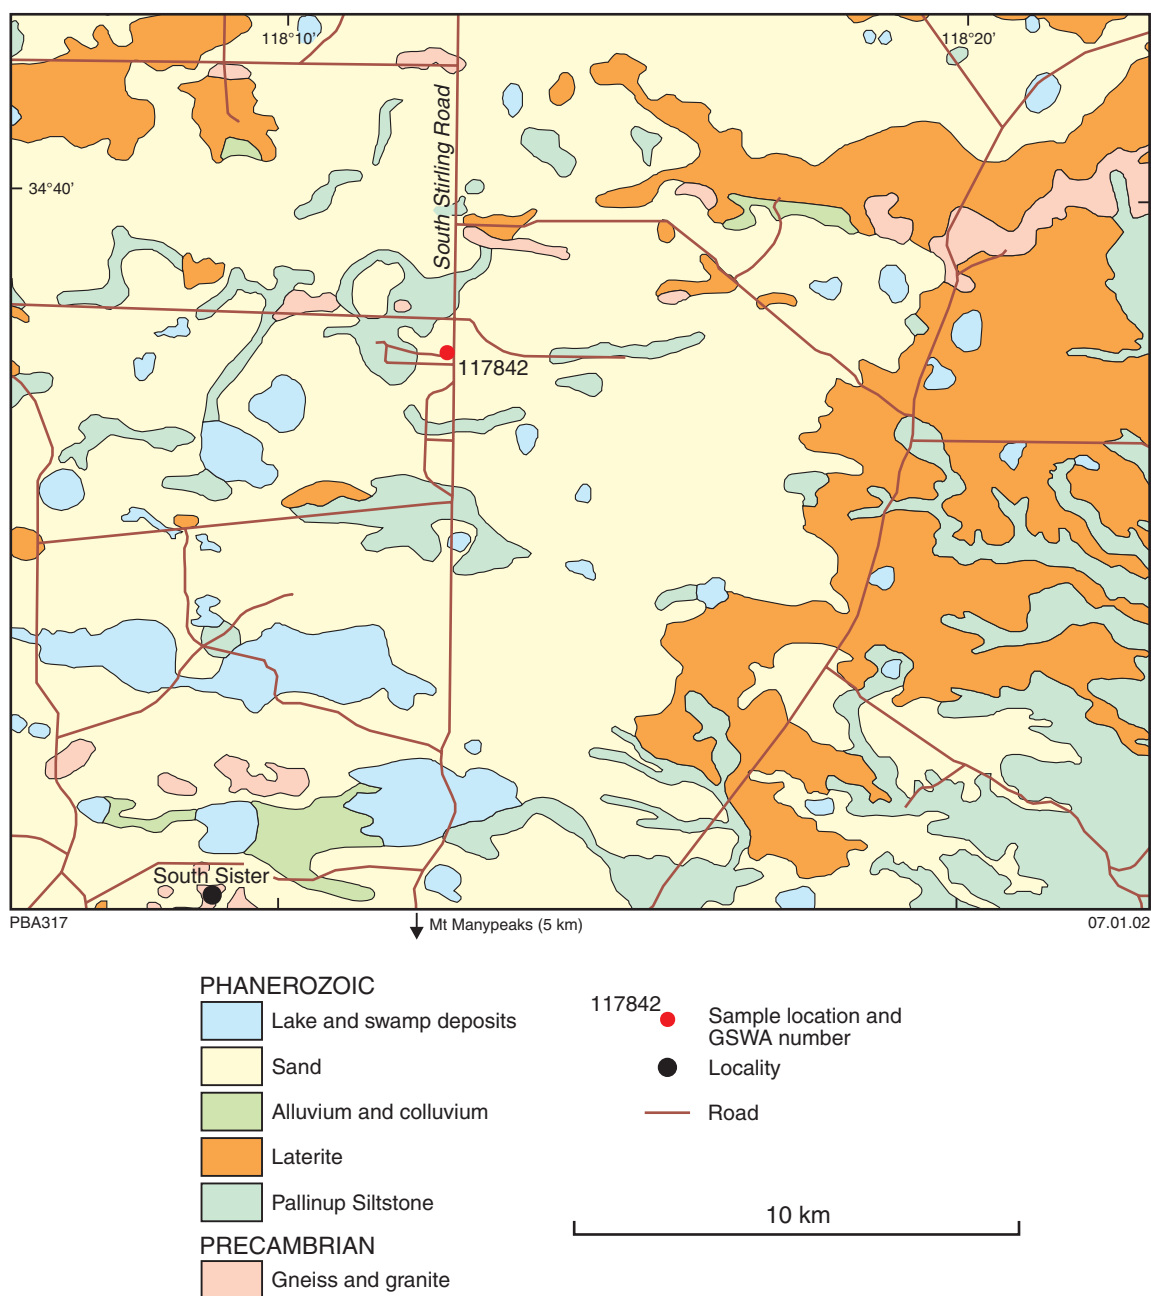 118°10'
118°20'
34°40'
South Stirling Road
117842
South Sister
PBA317
Mt Manypeaks (5 km)
07.01.02
PHANEROZOIC
Lake and swamp deposits
Sand
Alluvium and colluvium
Laterite
Pallinup Siltstone
PRECAMBRIAN
Gneiss and granite
117842
Sample location and
GSWA number
Locality
Road
10 km